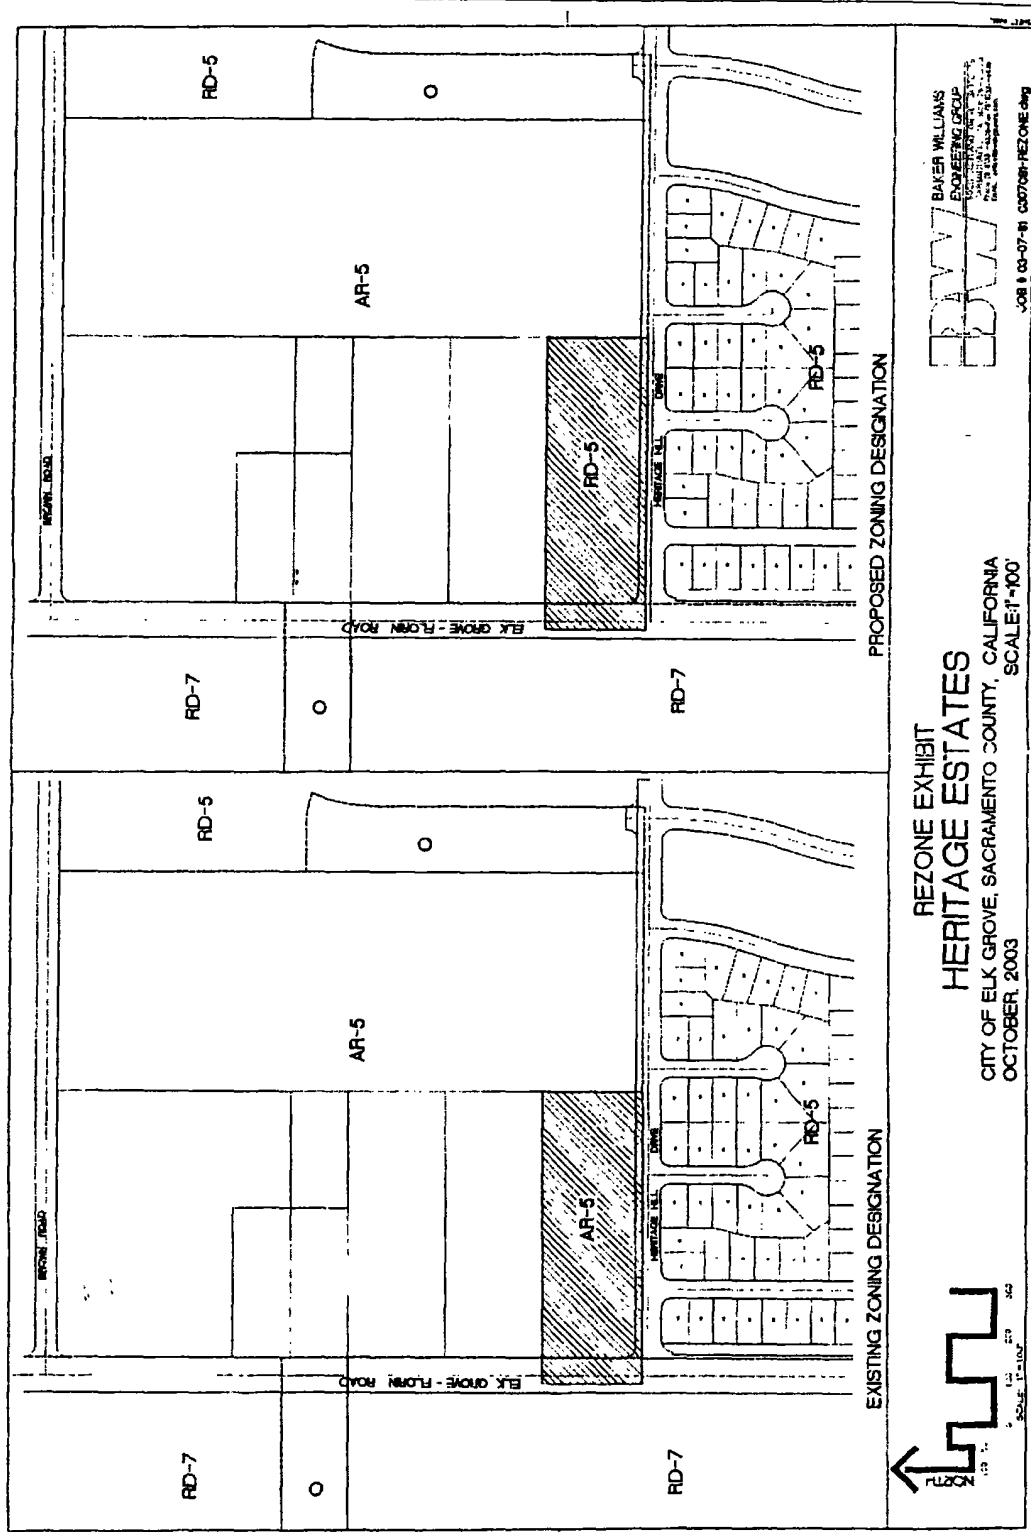 RD-7
RD-5
O
O
AR-5
AR-5
RD-7
HERITAGE HILL DRIVE
RD-5
ELK GROVE - FLORIN ROAD
EXISTING ZONING DESIGNATION
RD-7
RD-5
O
O
AR-5
RD-5
RD-7
HERITAGE HILL DRIVE
RD-5
ELK GROVE - FLORIN ROAD
PROPOSED ZONING DESIGNATION
NORTH
REZONE EXHIBIT
HERITAGE ESTATES
CITY OF ELK GROVE, SACRAMENTO COUNTY, CALIFORNIA
OCTOBER, 2003
SCALE:1"=100'
BW
BAKER WILLIAMS
ENGINEERING GROUP